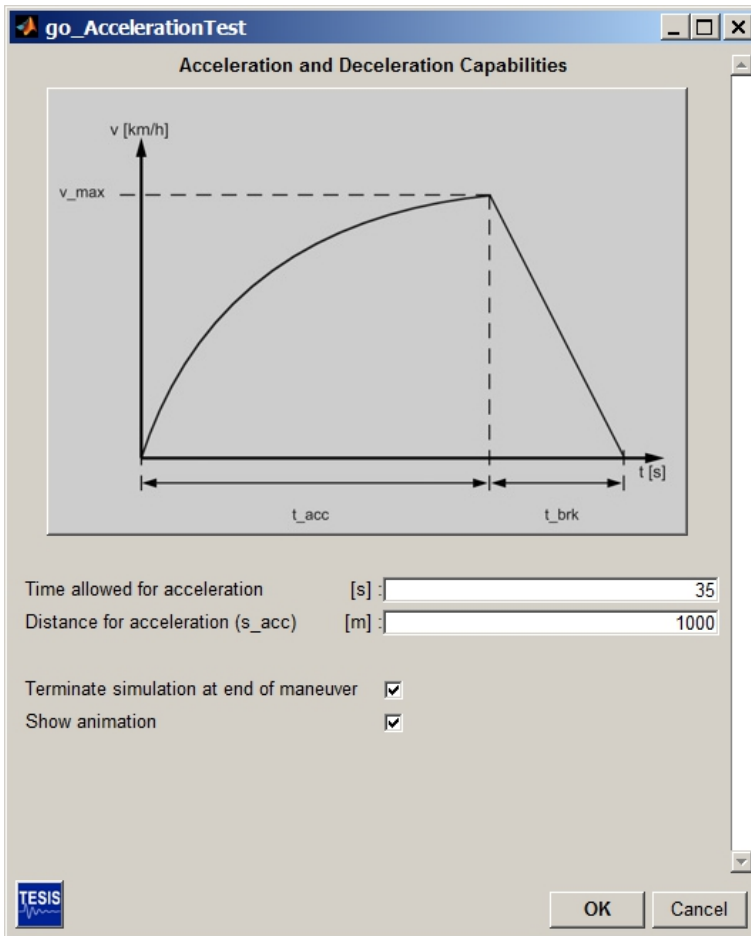 go_AccelerationTest
Acceleration and Deceleration Capabilities
v [km/h]
v_max
t [s]
t_acc
t_brk
Time allowed for acceleration [s] : 35
Distance for acceleration (s_acc) [m] : 1000
Terminate simulation at end of maneuver
Show animation
TESIS
OK
Cancel